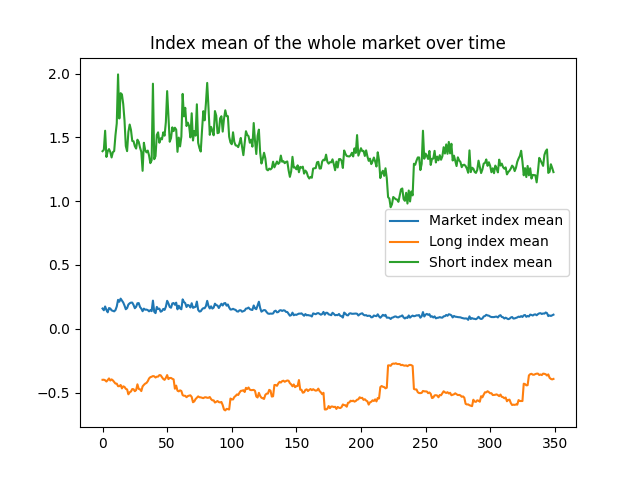 Index mean of the whole market over time
2.0
1.5
1.0
0.5
0.0
−0.5
Market index mean
Long index mean
Short index mean
0 50 100 150 200 250 300 350